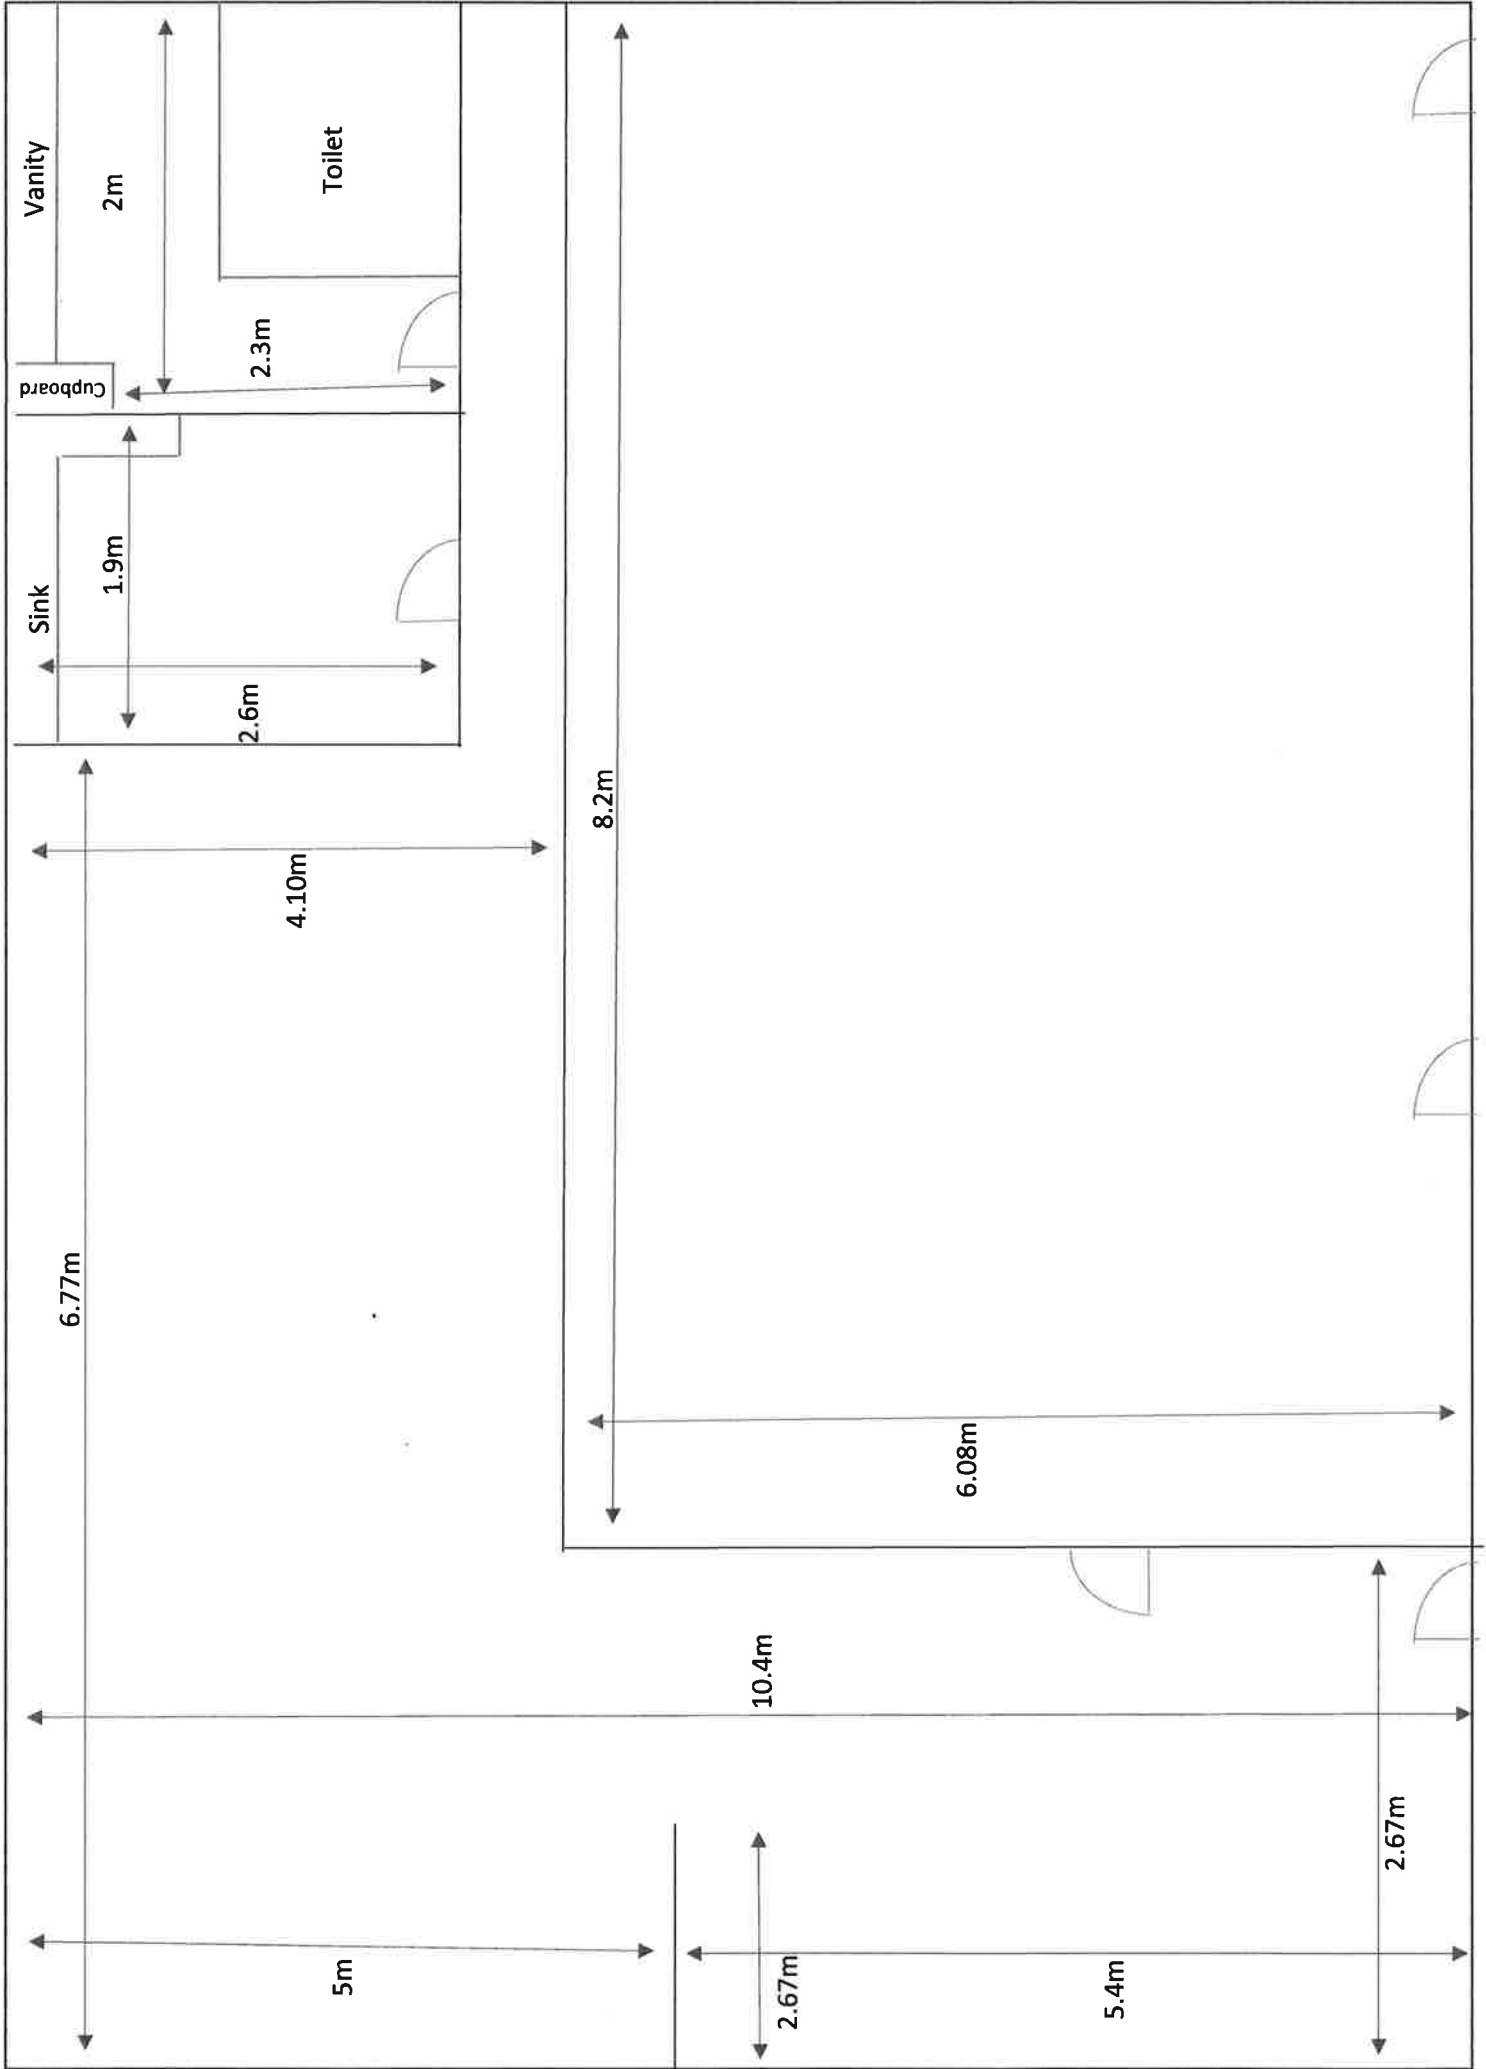 Vanity
2m
Toilet
Cupboard
2.3m
Sink
1.9m
2.6m
4.10m
8.2m
6.77m
6.08m
10.4m
5m
2.67m
5.4m
2.67m